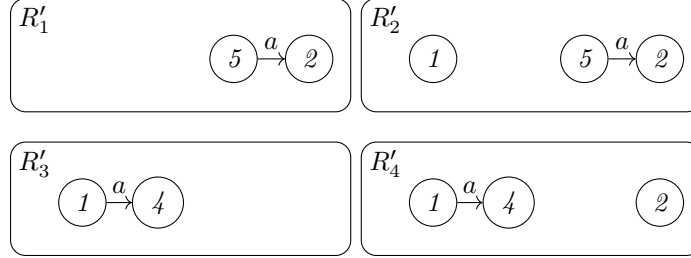 R′₁ 5 a 2
R′₂ 1 5 a 2
R′₃ 1 a 4
R′₄ 1 a 4 2